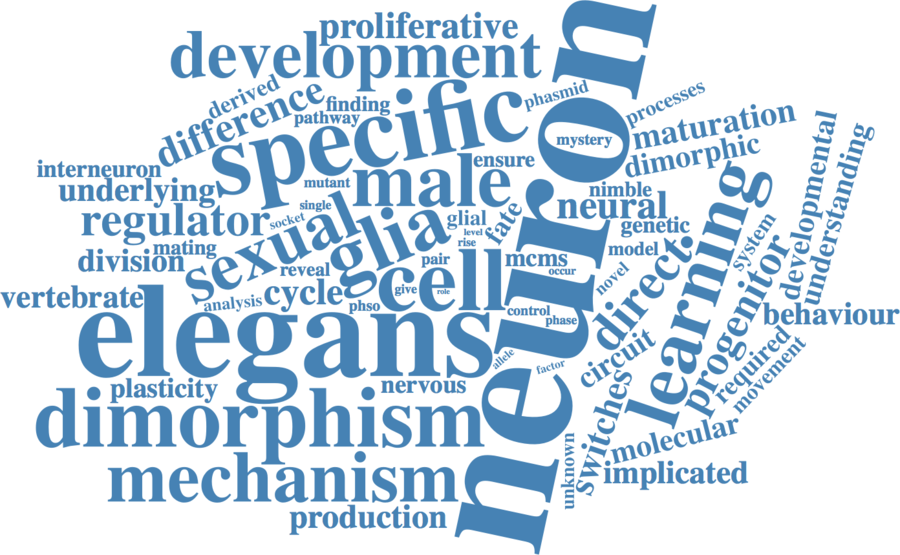 proliferative
development
neuron
derived
difference
finding
pathway
specific
phasmid
processes
mystery
maturation
dimorphic
developmental
understanding
interneuron
underlying
mutant
male
ensure
nimble
neural
genetic
learning
regulator
socket
single
sexual
glia
glial
level
rise
fate
model
system
mating
division
reveal
pair
cell
mcms
occur
novel
direct.
progenitor
vertebrate
analysis
cycle
phso
give
role
control
phase
behaviour
elegans
allele
factor
circuit
required
movement
plasticity
nervous
dimorphism
switches
molecular
mechanism
unknown
implicated
production